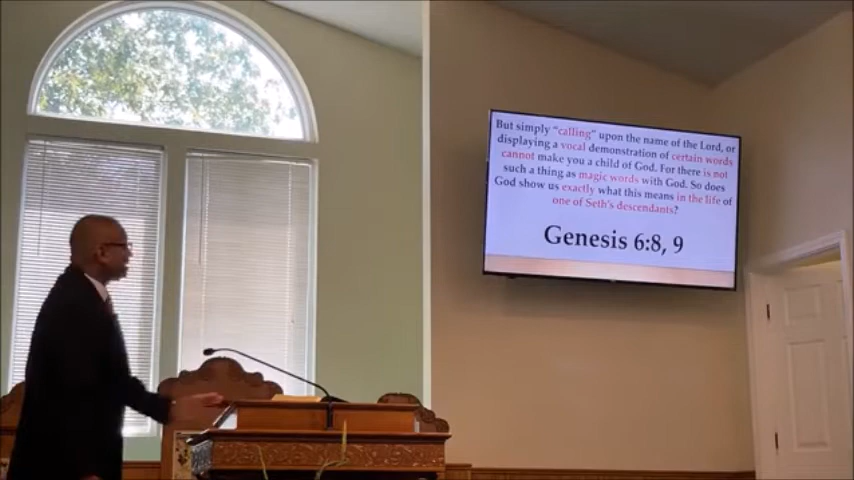 But simply "calling" upon the name of the Lord, or
displaying a vocal demonstration of certain words
cannot make you a child of God. For there is not
such a thing as magic words with God. So does
God show us exactly what this means in the life of
one of Seth's descendants?
Genesis 6:8, 9